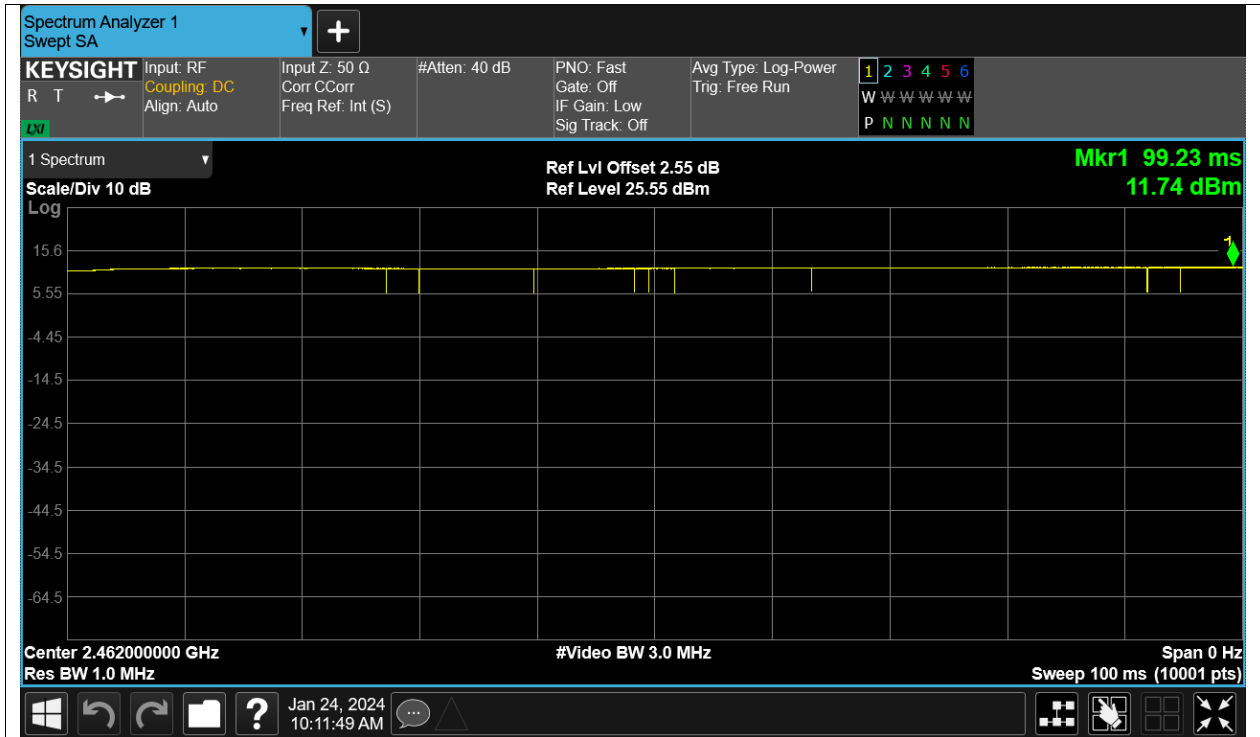 Spectrum Analyzer 1
Swept SA
KEYSIGHT
R T
LXI
Input: RF
Coupling: DC
Align: Auto
Input Z: 50 Ω
Corr CCorr
Freq Ref: Int (S)
#Atten: 40 dB
PNO: Fast
Gate: Off
IF Gain: Low
Sig Track: Off
Avg Type: Log-Power
Trig: Free Run
1 2 3 4 5 6
W W W W W W
P N N N N N
1 Spectrum
Scale/Div 10 dB
Log
Ref Lvl Offset 2.55 dB
Ref Level 25.55 dBm
Mkr1 99.23 ms
11.74 dBm
1
15.6
5.55
-4.45
-14.5
-24.5
-34.5
-44.5
-54.5
-64.5
Center 2.462000000 GHz
#Video BW 3.0 MHz
Span 0 Hz
Res BW 1.0 MHz
Sweep 100 ms (10001 pts)
?
Jan 24, 2024
10:11:49 AM